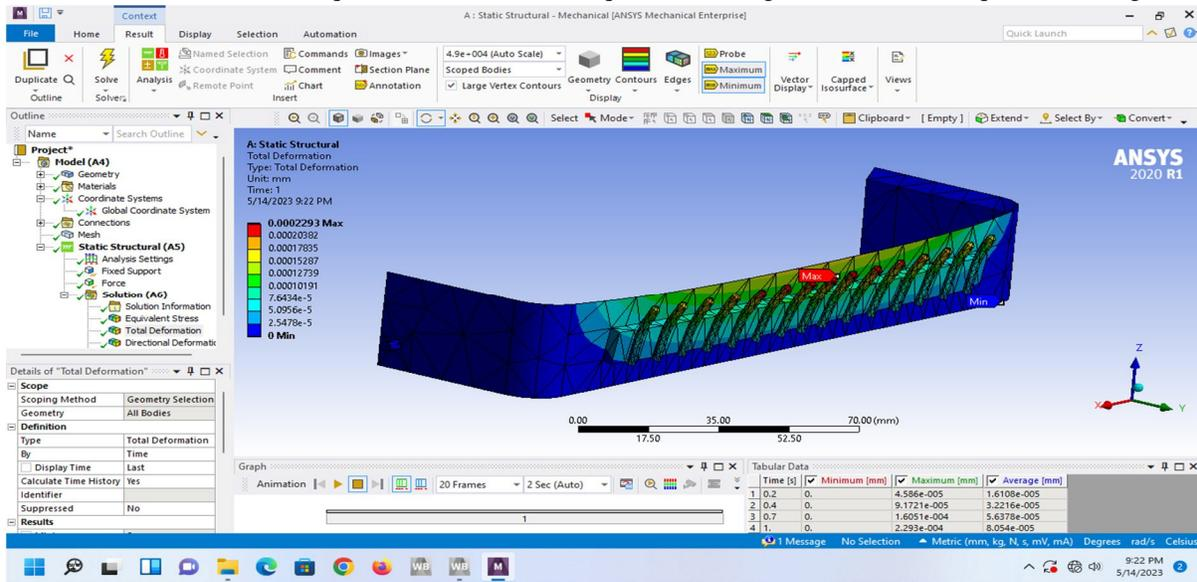 A : Static Structural - Mechanical [ANSYS Mechanical Enterprise]
Context
File Home Result Display Selection Automation
Quick Launch
Duplicate Q
Outline
Solve
Solver
Analysis
Named Selection
Coordinate System
Remote Point
Commands
Comment
Chart
Images
Section Plane
Annotation
Insert
4.9e+004 (Auto Scale)
Scoped Bodies
Large Vertex Contours
Geometry Contours Edges
Display
Probe
Maximum
Minimum
Vector Display
Capped Isosurface
Views
Select Mode Clipboard [ Empty ] Extend Select By Convert
Outline
Name Search Outline
Project*
Model (A4)
Geometry
Materials
Coordinate Systems
Global Coordinate System
Connections
Mesh
Static Structural (A5)
Analysis Settings
Fixed Support
Force
Solution (A6)
Solution Information
Equivalent Stress
Total Deformation
Directional Deformatic
A: Static Structural
Total Deformation
Type: Total Deformation
Unit: mm
Time: 1
5/14/2023 9:22 PM
0.0002293 Max
0.00020382
0.00017835
0.00015287
0.00012739
0.00010191
7.6434e-5
5.0956e-5
2.5478e-5
0 Min
ANSYS
2020 R1
Max
Min
Z
X
Y
0.00 35.00 70.00 (mm)
17.50 52.50
Details of "Total Deformation"
Scope
Scoping Method Geometry Selection
Geometry All Bodies
Definition
Type Total Deformation
By Time
Display Time Last
Calculate Time History Yes
Identifier
Suppressed No
Results
Graph
Animation 20 Frames 2 Sec (Auto)
1
Tabular Data
Time [s] Minimum [mm] Maximum [mm] Average [mm]
1 0.2 0. 4.586e-005 1.6108e-005
2 0.4 0. 9.1721e-005 3.2216e-005
3 0.7 0. 1.6051e-004 5.6378e-005
4 1. 0. 2.293e-004 8.054e-005
1 Message No Selection Metric (mm, kg, N, s, mV, mA) Degrees rad/s Celsius
WB WB M
9:22 PM
5/14/2023
2